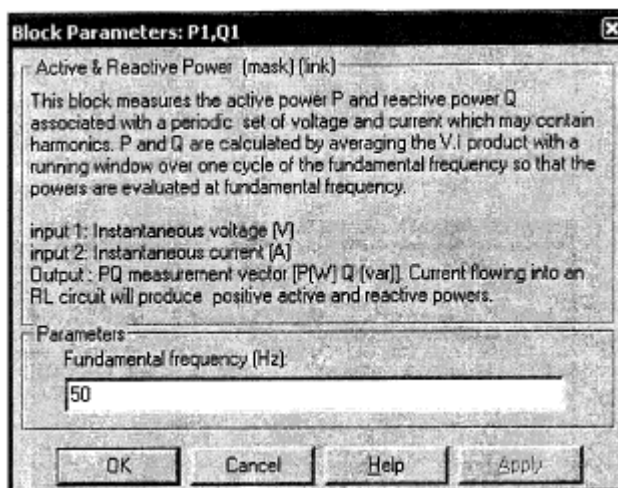 Block Parameters: P1,Q1
Active & Reactive Power (mask) (link)
This block measures the active power P and reactive power Q
associated with a periodic set of voltage and current which may contain
harmonics. P and Q are calculated by averaging the V.I product with a
running window over one cycle of the fundamental frequency so that the
powers are evaluated at fundamental frequency.
input 1: Instantaneous voltage (V)
input 2: Instantaneous current (A)
Output : PQ measurement vector [P(W) Q (var)]. Current flowing into an
RL circuit will produce positive active and reactive powers.
Parameters
Fundamental frequency (Hz):
50
OK
Cancel
Help
Apply